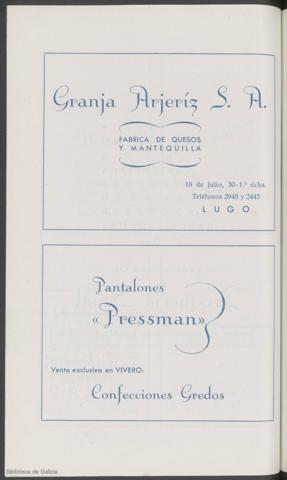 Granja Arjeríz S. A.
FABRICA DE QUESOS
Y MANTEQUILLA
18 de Julio, 30-1.º dcha.
Teléfonos 2940 y 2445
LUGO
Pantalones
«Pressman»
Venta exclusiva en VIVERO:
Confecciones Gredos
Biblioteca de Galicia